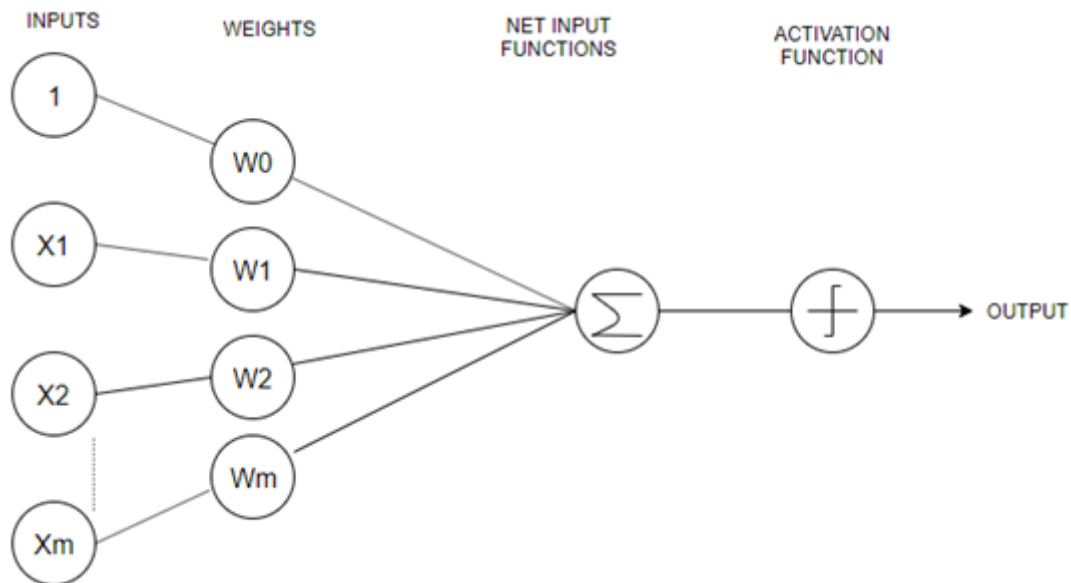 INPUTS
WEIGHTS
NET INPUT
FUNCTIONS
ACTIVATION
FUNCTION
1
W0
X1
W1
X2
W2
Xm
Wm
Σ
OUTPUT